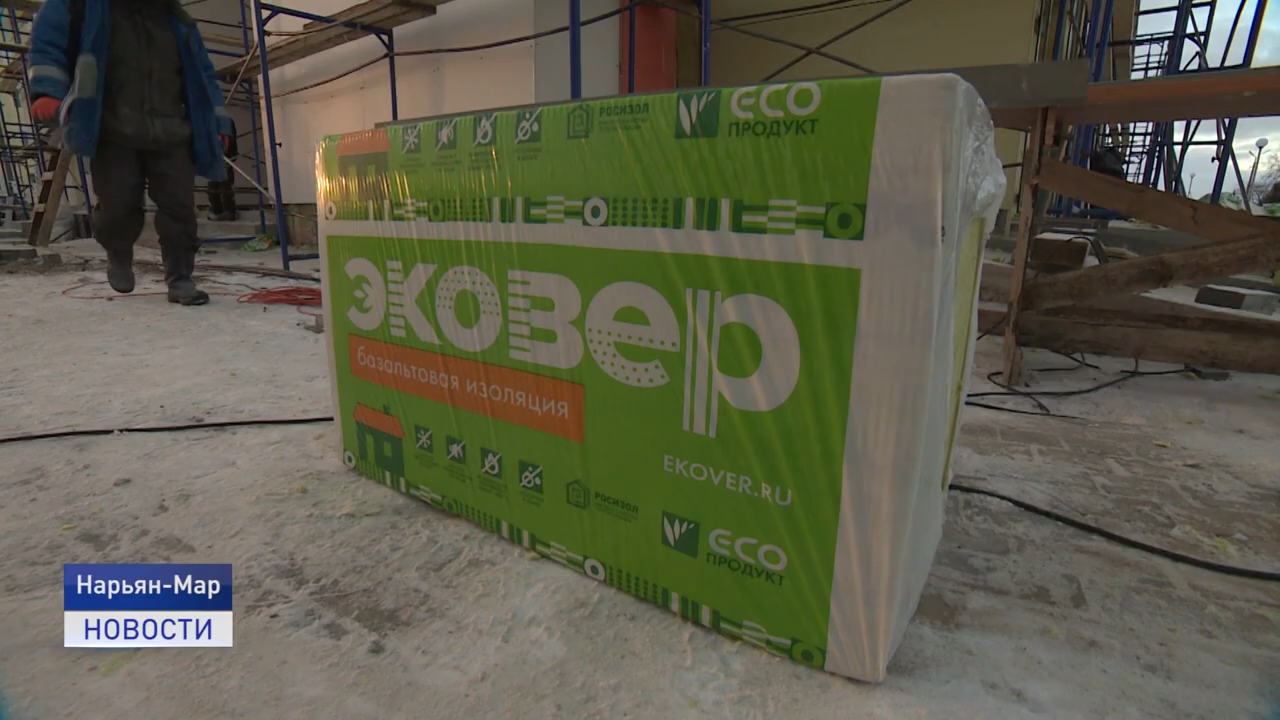 РОСИЗОЛ
ECO
ПРОДУКТ
ЭКОВЕР
базальтовая изоляция
EKOVER.RU
РОСИЗОЛ
ECO
ПРОДУКТ
Нарьян-Мар
НОВОСТИ